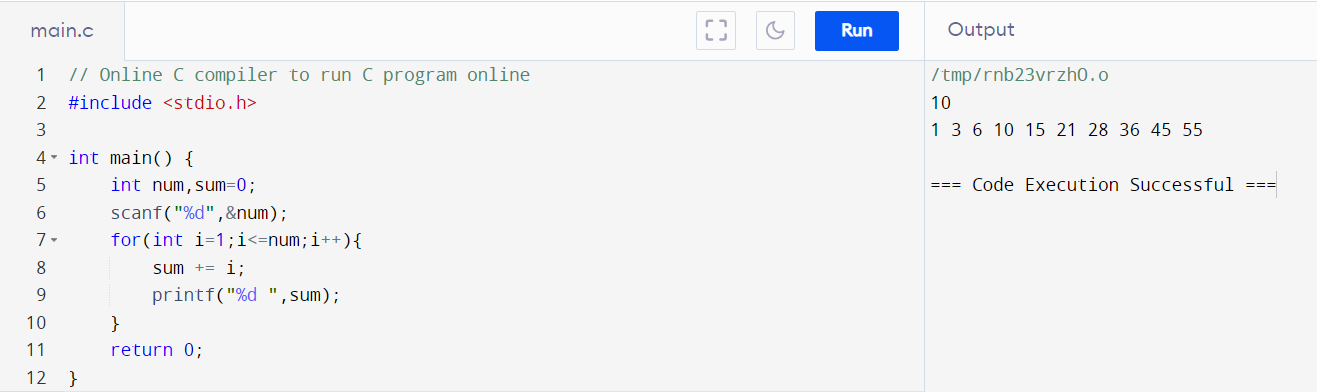 main.c
Run
Output
1 // Online C compiler to run C program online
2 #include <stdio.h>
3
4 int main() {
5     int num,sum=0;
6     scanf("%d",&num);
7     for(int i=1;i<=num;i++){
8         sum += i;
9         printf("%d ",sum);
10     }
11     return 0;
12 }
/tmp/rnb23vrzhO.o
10
1 3 6 10 15 21 28 36 45 55
=== Code Execution Successful ===